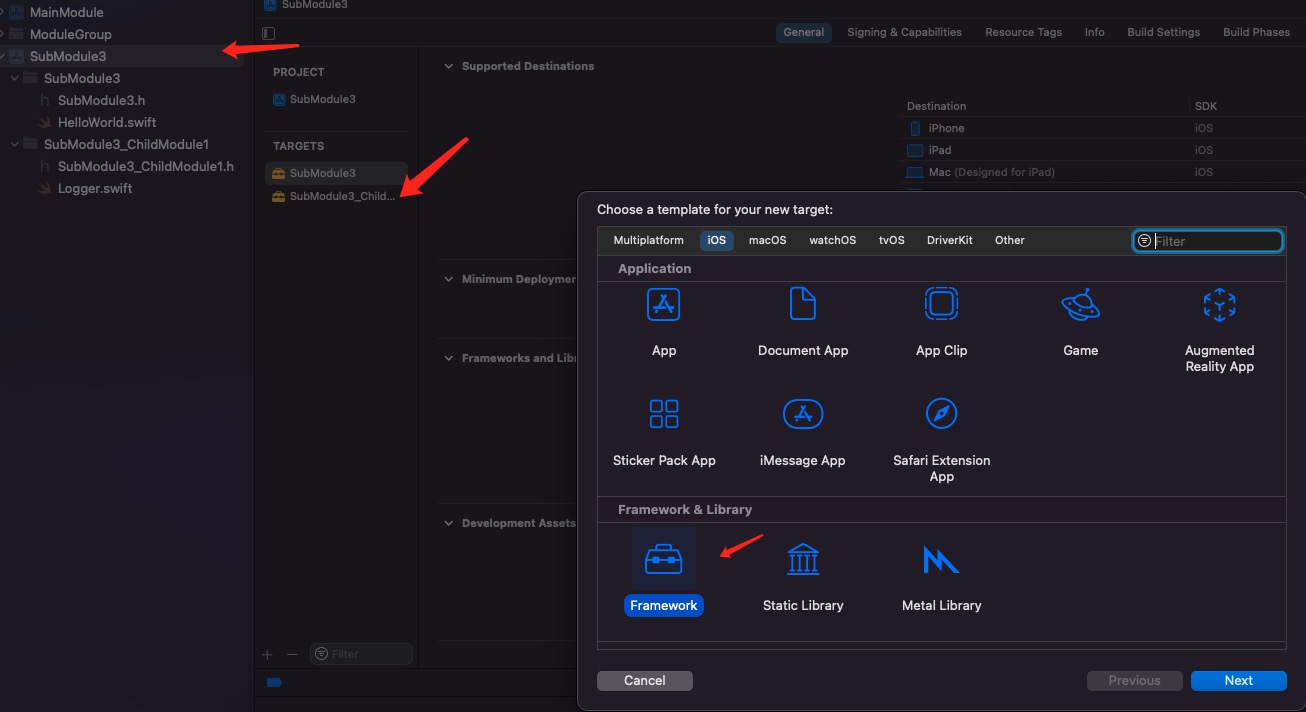 MainModule
ModuleGroup
SubModule3
SubModule3
SubModule3.h
HelloWorld.swift
SubModule3_ChildModule1
SubModule3_ChildModule1.h
Logger.swift
SubModule3
General
Signing & Capabilities
Resource Tags
Info
Build Settings
Build Phases
PROJECT
SubModule3
TARGETS
SubModule3
SubModule3_Child...
Filter
Supported Destinations
Destination
SDK
iPhone
iOS
iPad
iOS
Mac (Designed for iPad)
iOS
Minimum Deploymen
Frameworks and Lib
Development Assets
Choose a template for your new target:
Multiplatform
iOS
macOS
watchOS
tvOS
DriverKit
Other
Filter
Application
App
Document App
App Clip
Game
Augmented
Reality App
Sticker Pack App
iMessage App
Safari Extension
App
Framework & Library
Framework
Static Library
Metal Library
Cancel
Previous
Next